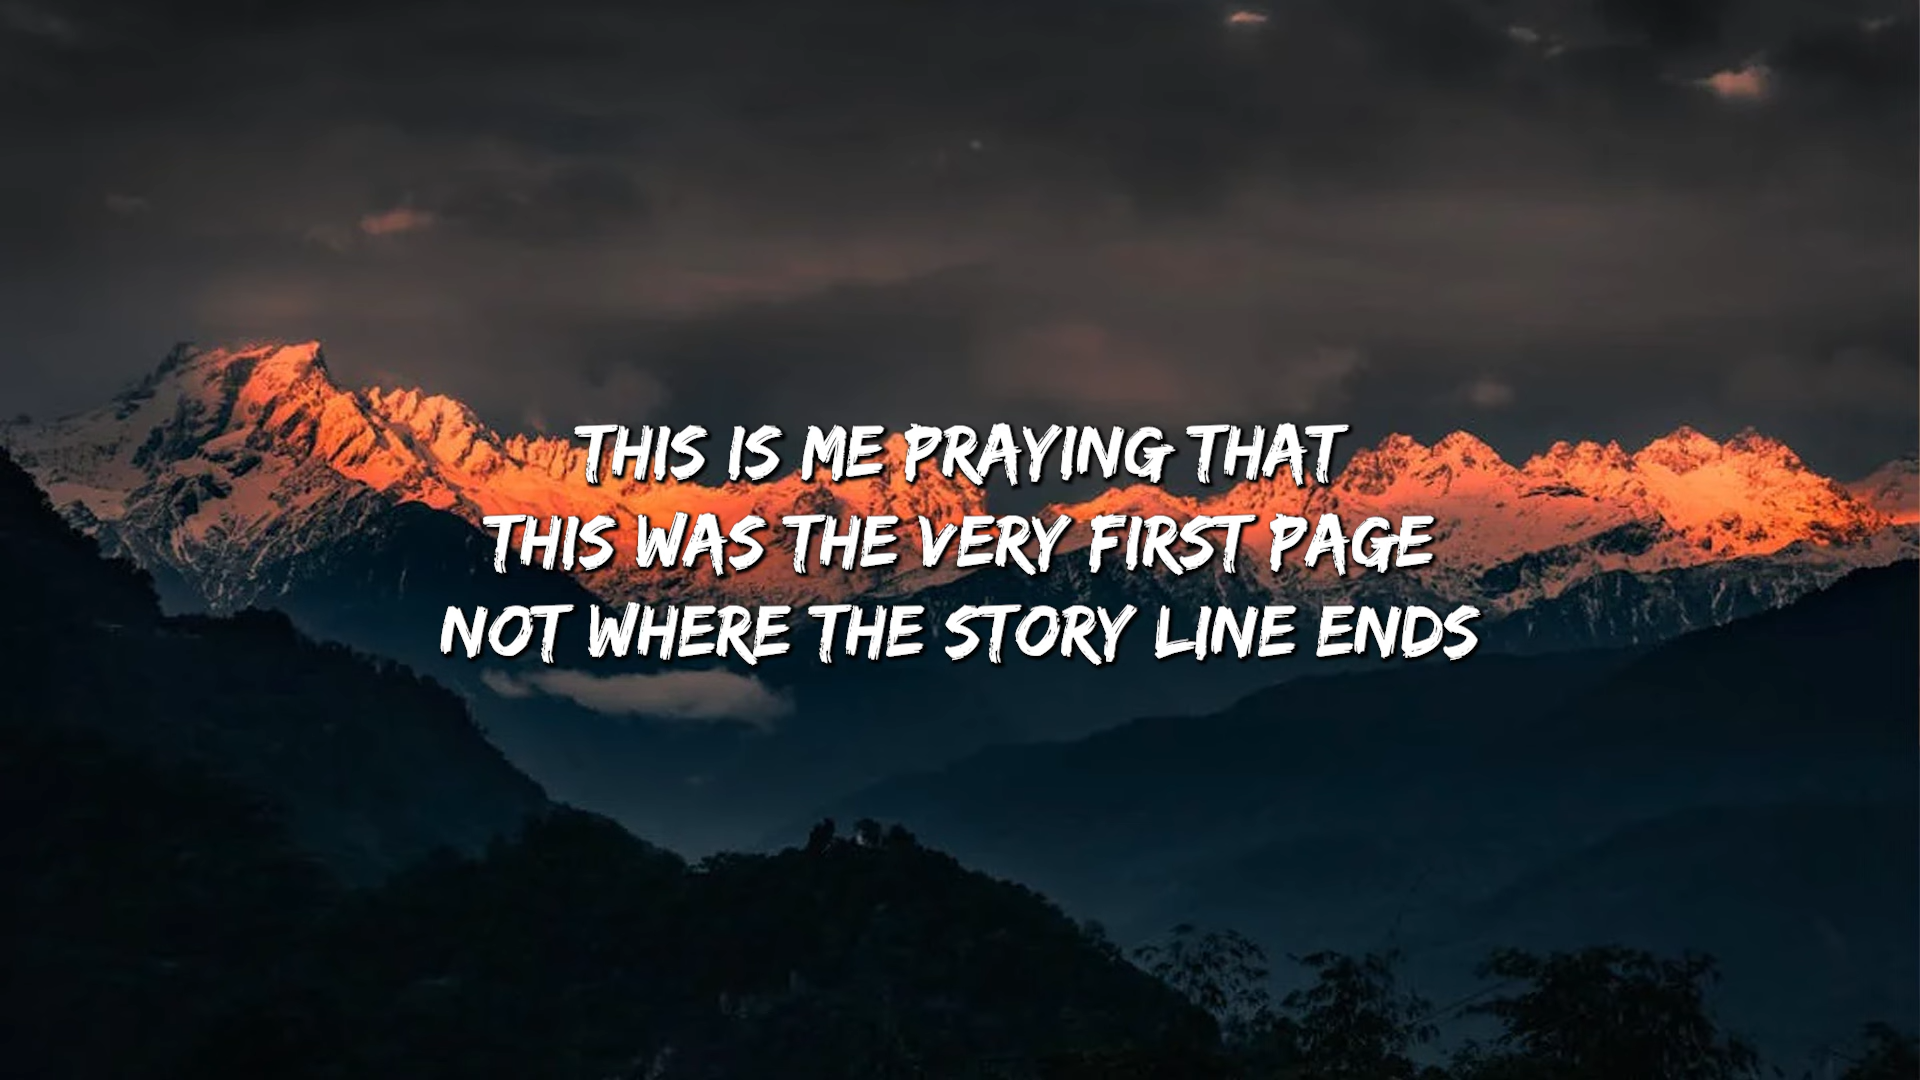 THIS IS ME PRAYING THAT
THIS WAS THE VERY FIRST PAGE
NOT WHERE THE STORY LINE ENDS